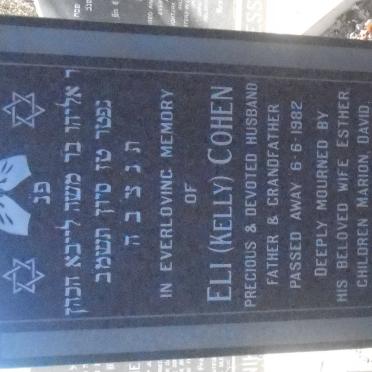 פנ
ר אליהו בר משה לייבא הכהן
נפטר טז סיון תשמב
ת נ צ ב ה
IN EVERLOVING MEMORY
OF
ELI (KELLY) COHEN
PRECIOUS & DEVOTED HUSBAND
FATHER & GRANDFATHER
PASSED AWAY 6-6-1982
DEEPLY MOURNED BY
HIS BELOVED WIFE ESTHER
CHILDREN MARION DAVID,